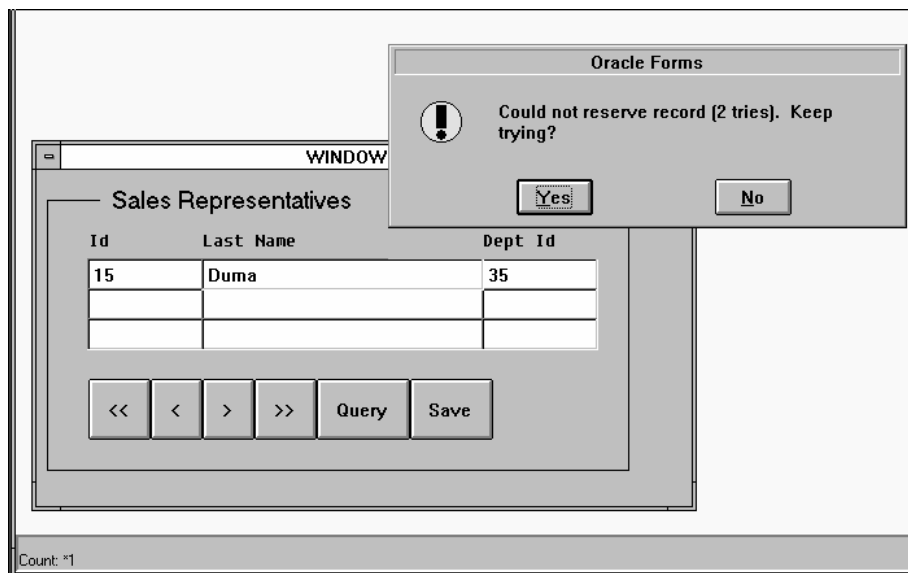 Oracle Forms
Could not reserve record (2 tries). Keep
trying?
Yes No
WINDOW
Sales Representatives
Id Last Name Dept Id
15 Duma 35
<< < > >> Query Save
Count: *1